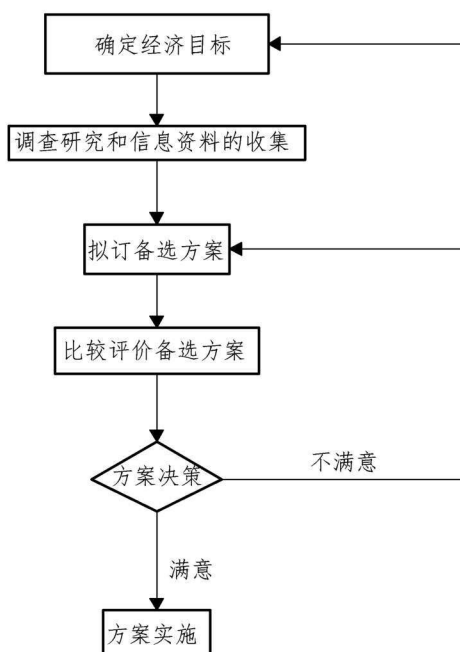 确定经济目标
调查研究和信息资料的收集
拟订备选方案
比较评价备选方案
方案决策
不满意
满意
方案实施